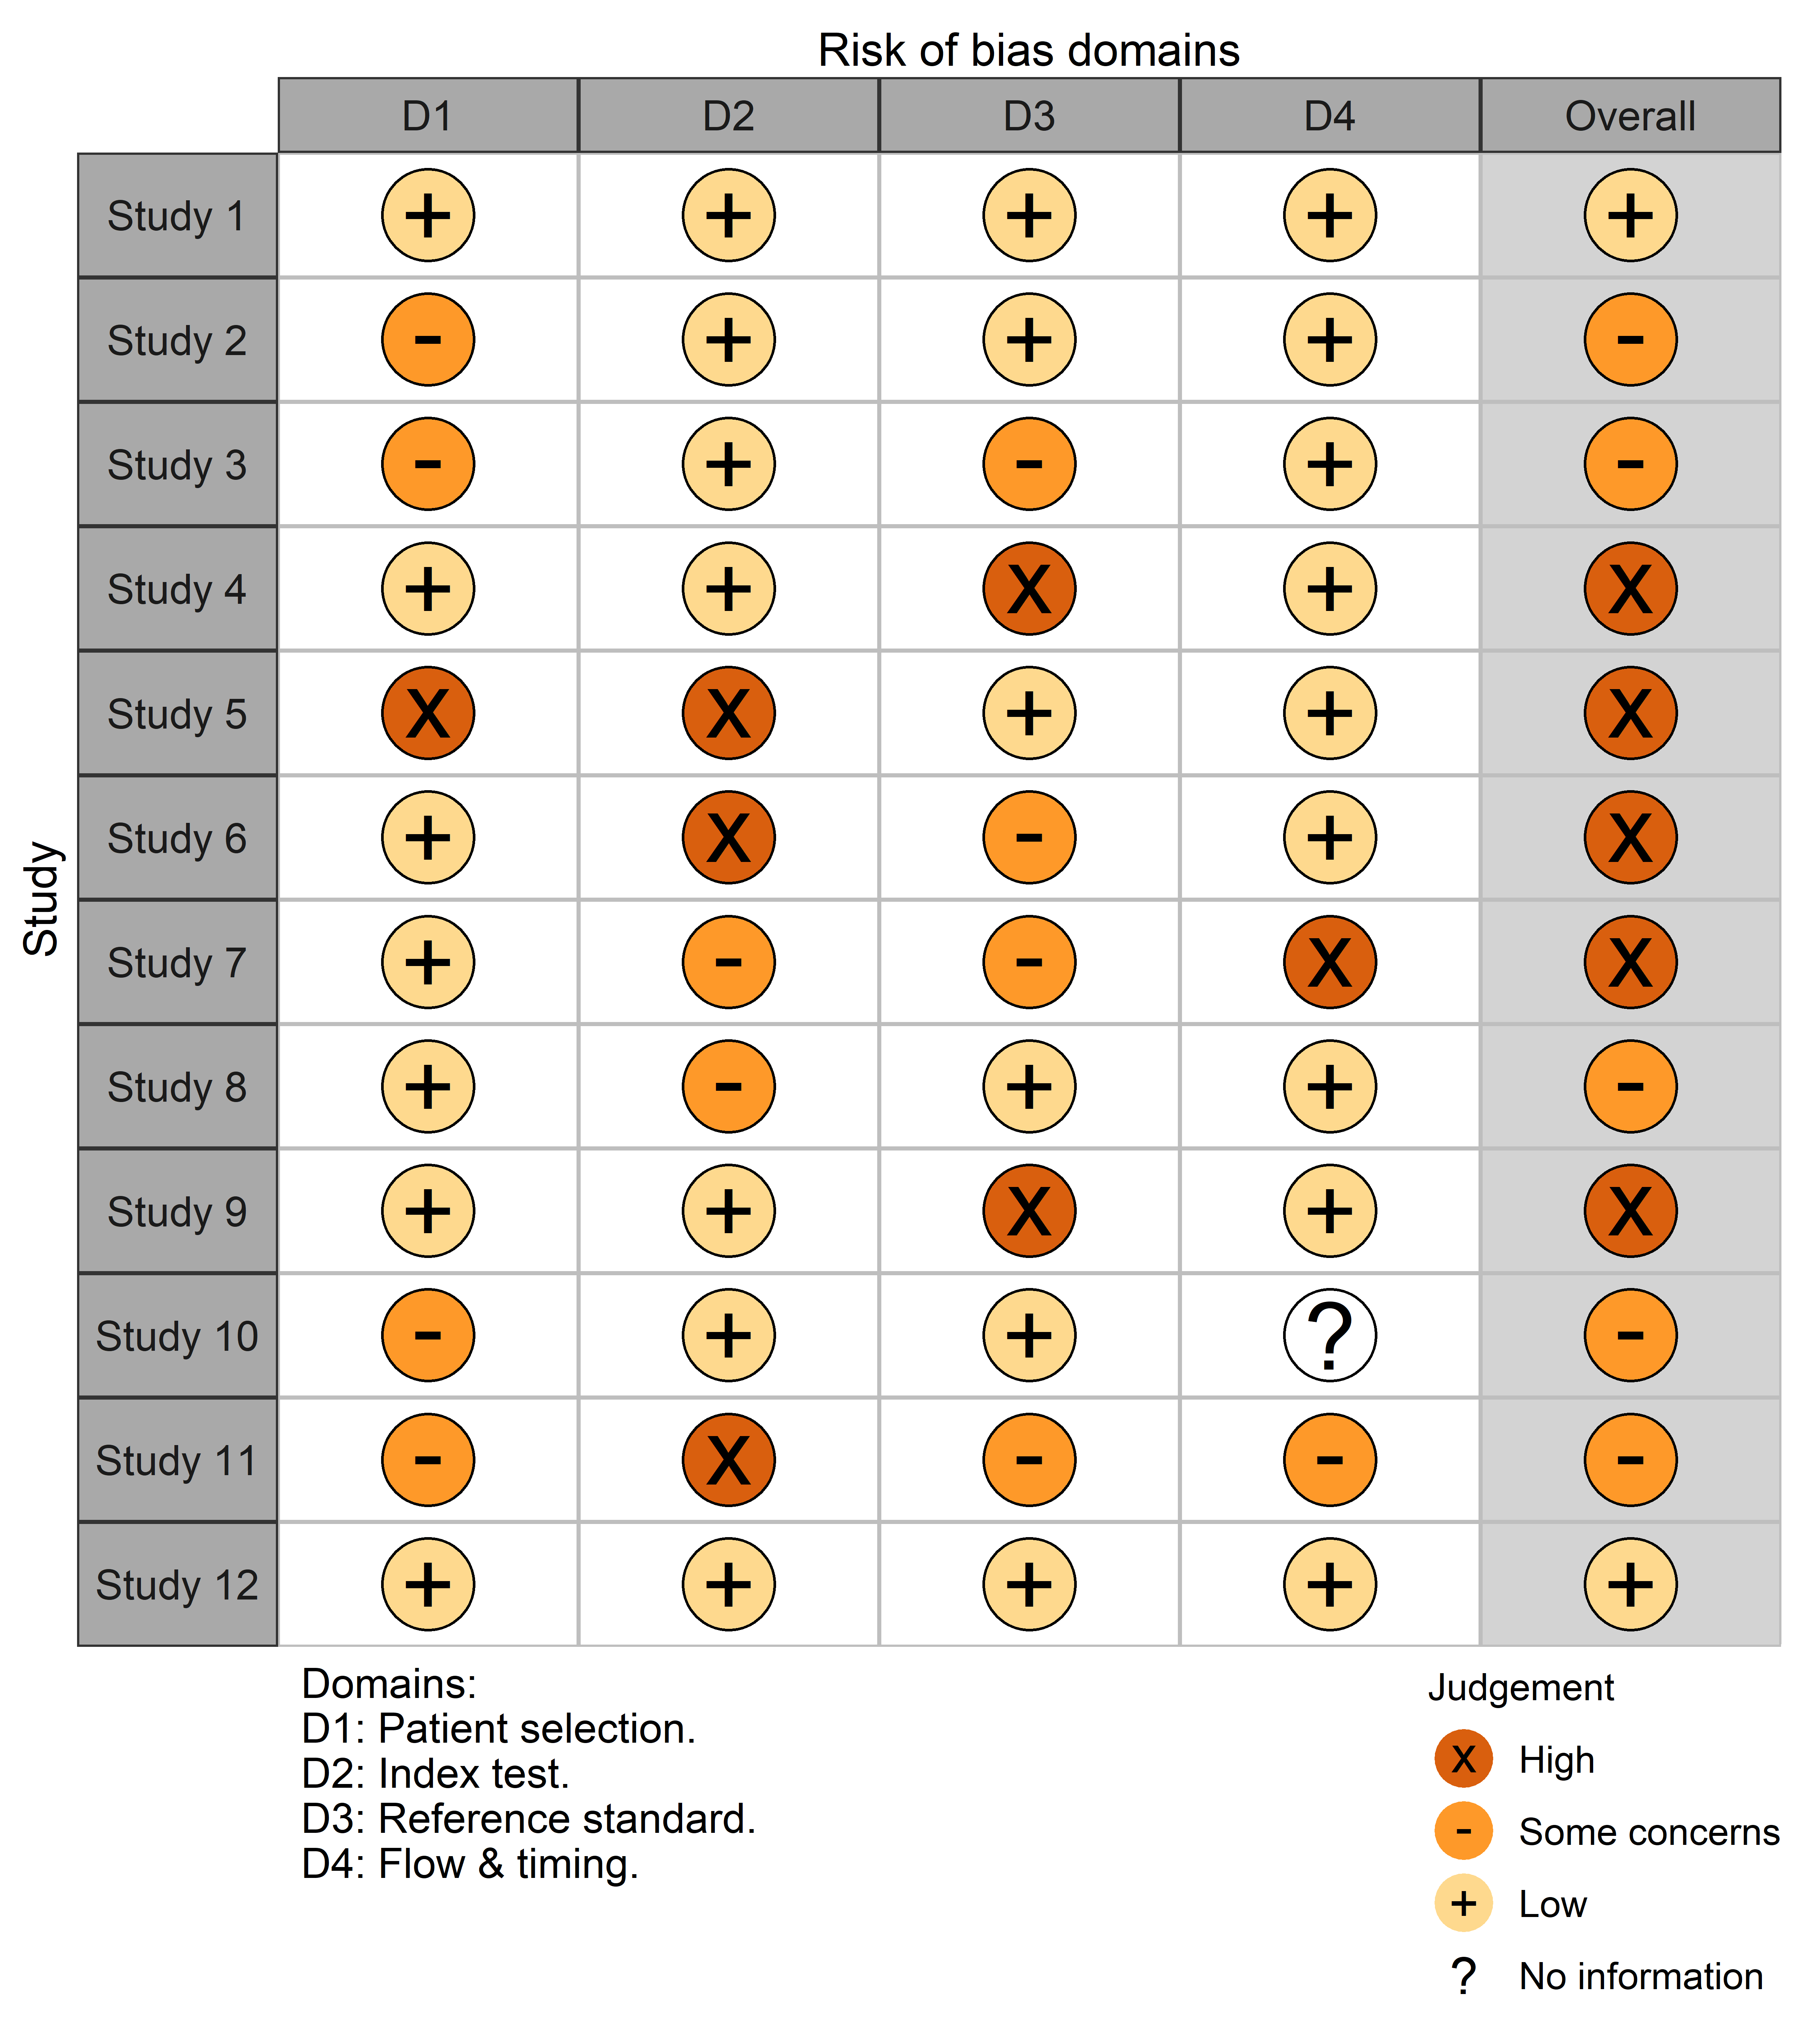 Risk of bias domains
D1 D2 D3 D4 Overall
Study
Study 1 + + + + +
Study 2 - + + + -
Study 3 - + - + -
Study 4 + + X + X
Study 5 X X + + X
Study 6 + X - + X
Study 7 + - - X X
Study 8 + - + + -
Study 9 + + X + X
Study 10 - + + ? -
Study 11 - X - - -
Study 12 + + + + +
Domains:
D1: Patient selection.
D2: Index test.
D3: Reference standard.
D4: Flow & timing.
Judgement
X High
- Some concerns
+ Low
? No information